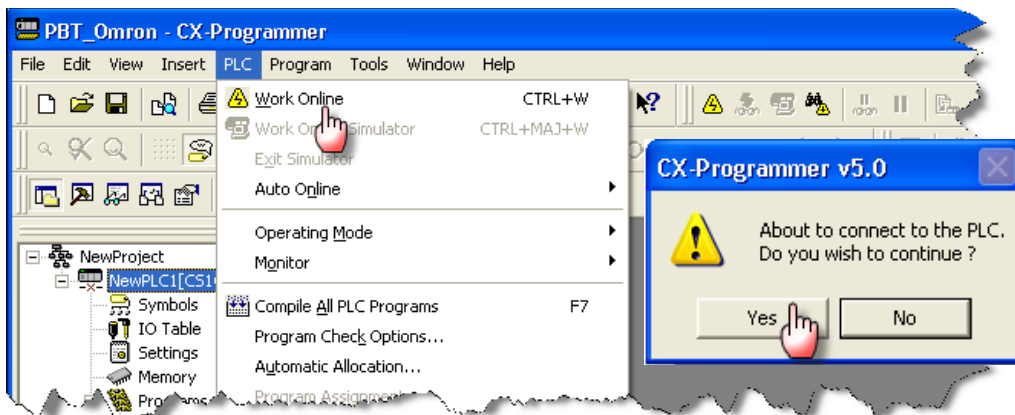 PBT_Omron - CX-Programmer
File Edit View Insert PLC Program Tools Window Help
Work Online CTRL+W
Simulator CTRL+MAJ+W
Exit Simulator
Auto Online
Operating Mode
Monitor
Compile All PLC Programs F7
Program Check Options...
Automatic Allocation...
Program
NewProject
NewPLC1[CS1
Symbols
IO Table
Settings
Memory
Programs
CX-Programmer v5.0
About to connect to the PLC.
Do you wish to continue ?
Yes No